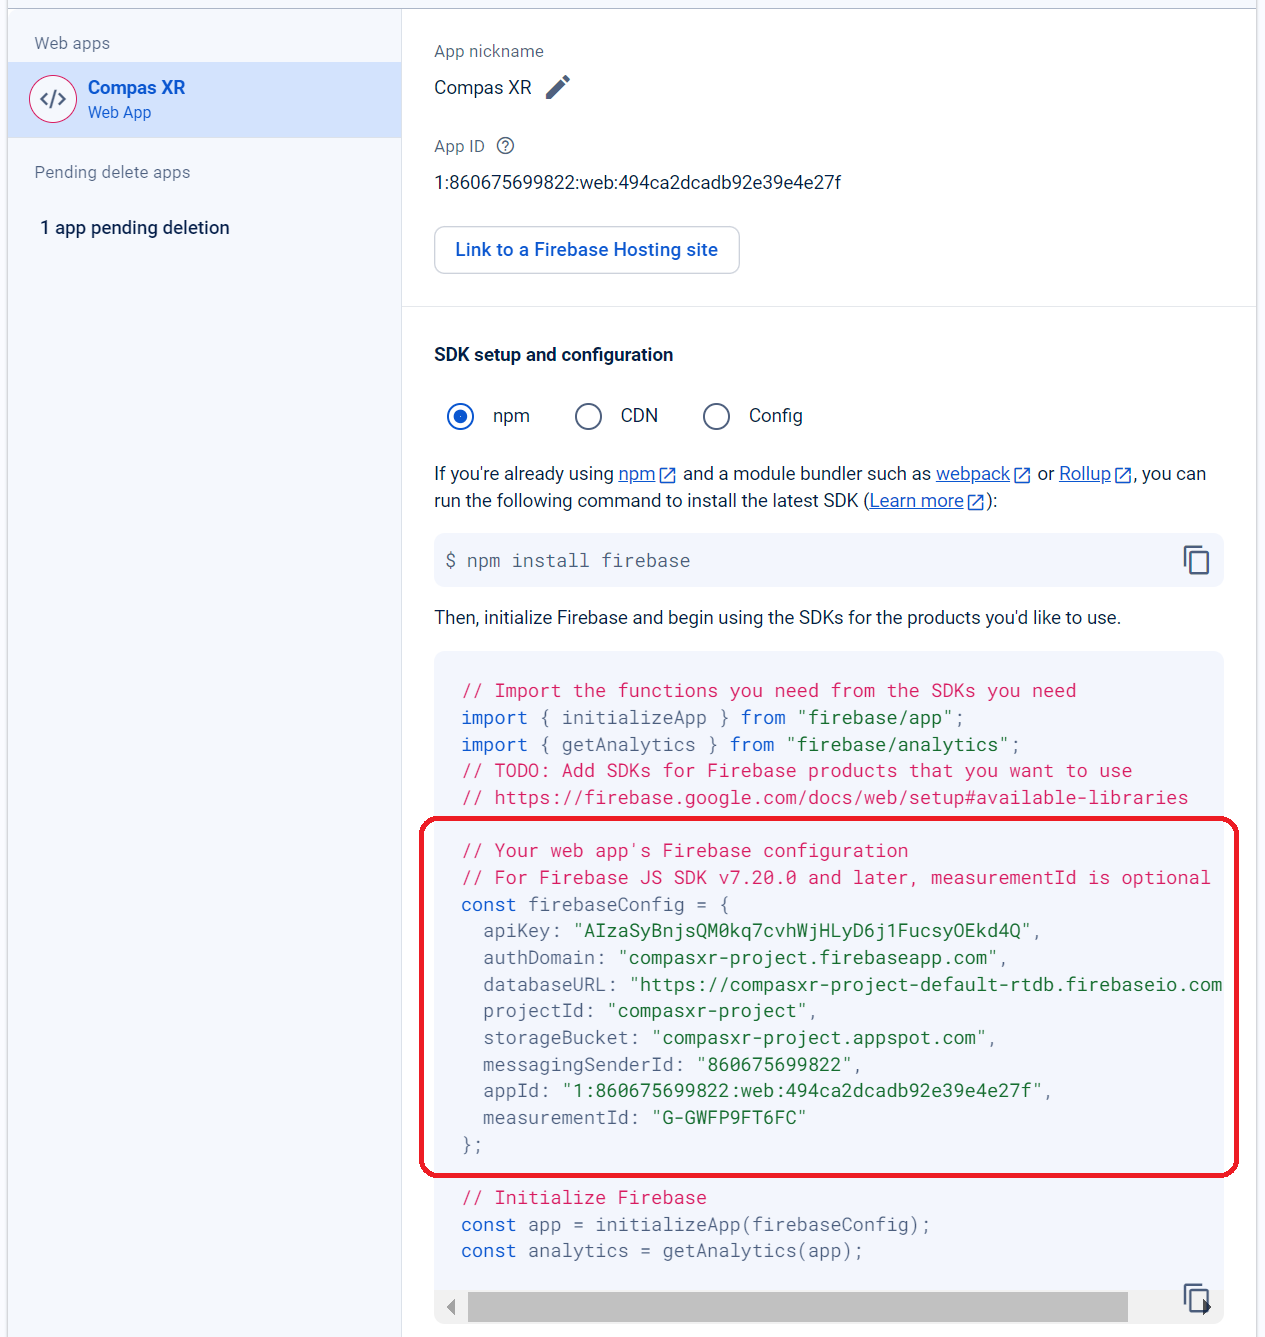 Web apps
Compas XR
Web App
Pending delete apps
1 app pending deletion
App nickname
Compas XR
App ID
1:860675699822:web:494ca2dcadb92e39e4e27f
Link to a Firebase Hosting site
SDK setup and configuration
npm CDN Config
If you're already using npm and a module bundler such as webpack or Rollup, you can
run the following command to install the latest SDK (Learn more):
$ npm install firebase
Then, initialize Firebase and begin using the SDKs for the products you'd like to use.
// Import the functions you need from the SDKs you need
import { initializeApp } from "firebase/app";
import { getAnalytics } from "firebase/analytics";
// TODO: Add SDKs for Firebase products that you want to use
// https://firebase.google.com/docs/web/setup#available-libraries
// Your web app's Firebase configuration
// For Firebase JS SDK v7.20.0 and later, measurementId is optional
const firebaseConfig = {
apiKey: "AIzaSyBnjsQM0kq7cvhWjHLyD6j1FucsyOEkd4Q",
authDomain: "compasxr-project.firebaseapp.com",
databaseURL: "https://compasxr-project-default-rtdb.firebaseio.com
projectId: "compasxr-project",
storageBucket: "compasxr-project.appspot.com",
messagingSenderId: "860675699822",
appId: "1:860675699822:web:494ca2dcadb92e39e4e27f",
measurementId: "G-GWFP9FT6FC"
};
// Initialize Firebase
const app = initializeApp(firebaseConfig);
const analytics = getAnalytics(app);